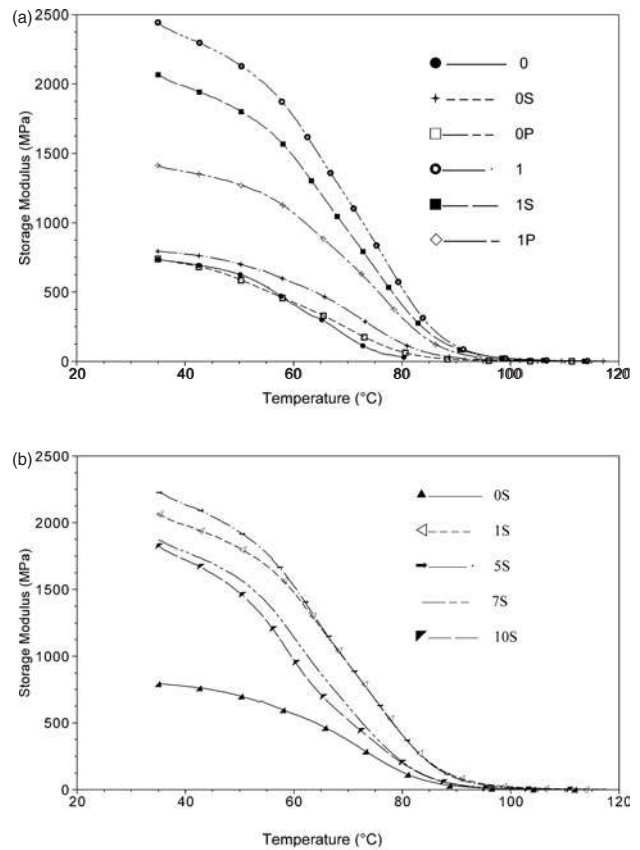 (a)
2500
2000
1500
1000
500
0
Storage Modulus (MPa)
0
0S
0P
1
1S
1P
20 40 60 80 100 120
Temperature (°C)
(b)
2500
2000
1500
1000
500
0
Storage Modulus (MPa)
0S
1S
5S
7S
10S
20 40 60 80 100 120
Temperature (°C)